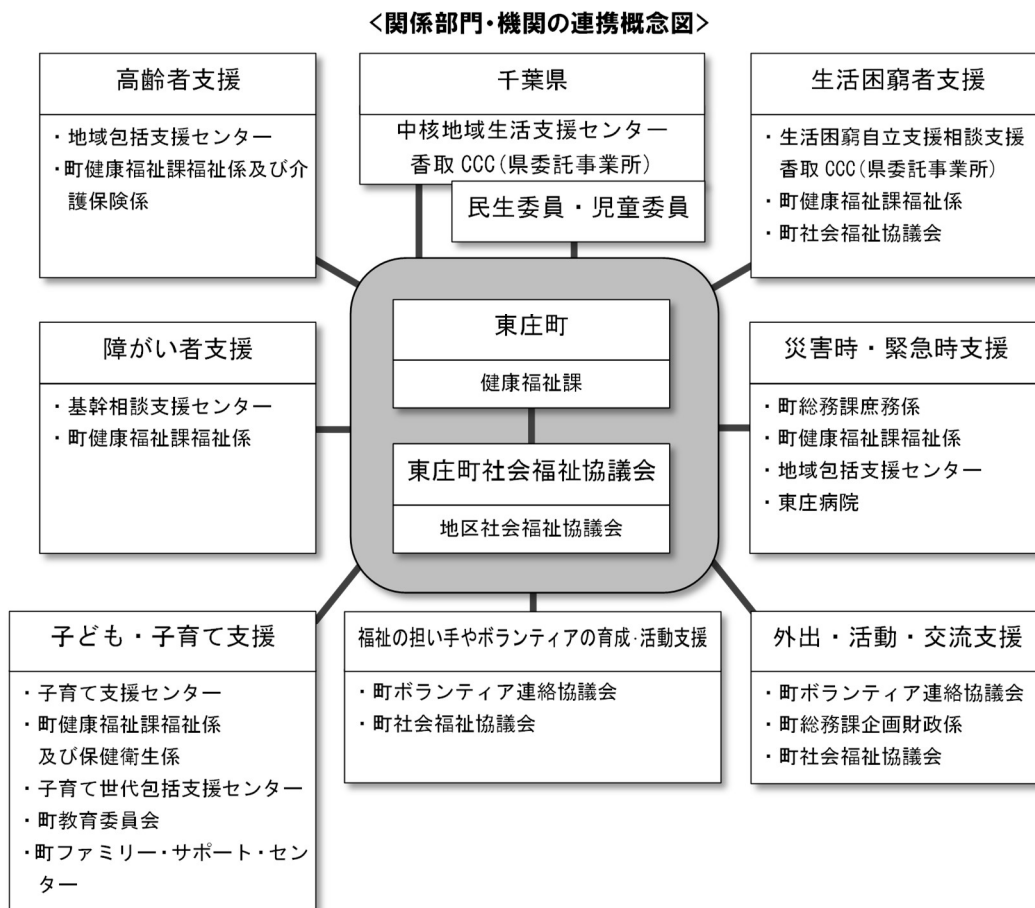 <関係部門・機関の連携概念図>
高齢者支援
・地域包括支援センター
・町健康福祉課福祉係及び介
護保険係
千葉県
中核地域生活支援センター
香取CCC(県委託事業所)
民生委員・児童委員
生活困窮者支援
・生活困窮自立支援相談支援
香取CCC(県委託事業所)
・町健康福祉課福祉係
・町社会福祉協議会
東庄町
健康福祉課
東庄町社会福祉協議会
地区社会福祉協議会
障がい者支援
・基幹相談支援センター
・町健康福祉課福祉係
災害時・緊急時支援
・町総務課庶務係
・町健康福祉課福祉係
・地域包括支援センター
・東庄病院
子ども・子育て支援
・子育て支援センター
・町健康福祉課福祉係
及び保健衛生係
・子育て世代包括支援センター
・町教育委員会
・町ファミリー・サポート・セン
ター
福祉の担い手やボランティアの育成・活動支援
・町ボランティア連絡協議会
・町社会福祉協議会
外出・活動・交流支援
・町ボランティア連絡協議会
・町総務課企画財政係
・町社会福祉協議会